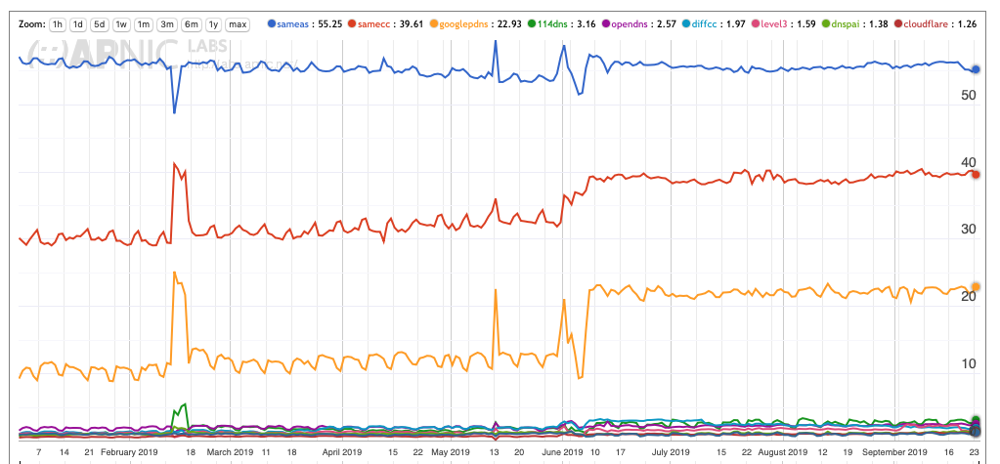 Zoom: 1h 1d 5d 1w 1m 3m 6m 1y max sameas : 55.25 samecc : 39.61 googlepdns : 22.93 114dns : 3.16 opendns : 2.57 diffcc : 1.97 level3 : 1.59 dnspai : 1.38 cloudflare : 1.26
APNIC LABS
50
40
30
20
10
7 14 21 February 2019 18 March 2019 11 18 April 2019 15 22 May 2019 13 20 June 2019 10 17 July 2019 15 22 August 2019 12 19 September 2019 16 23